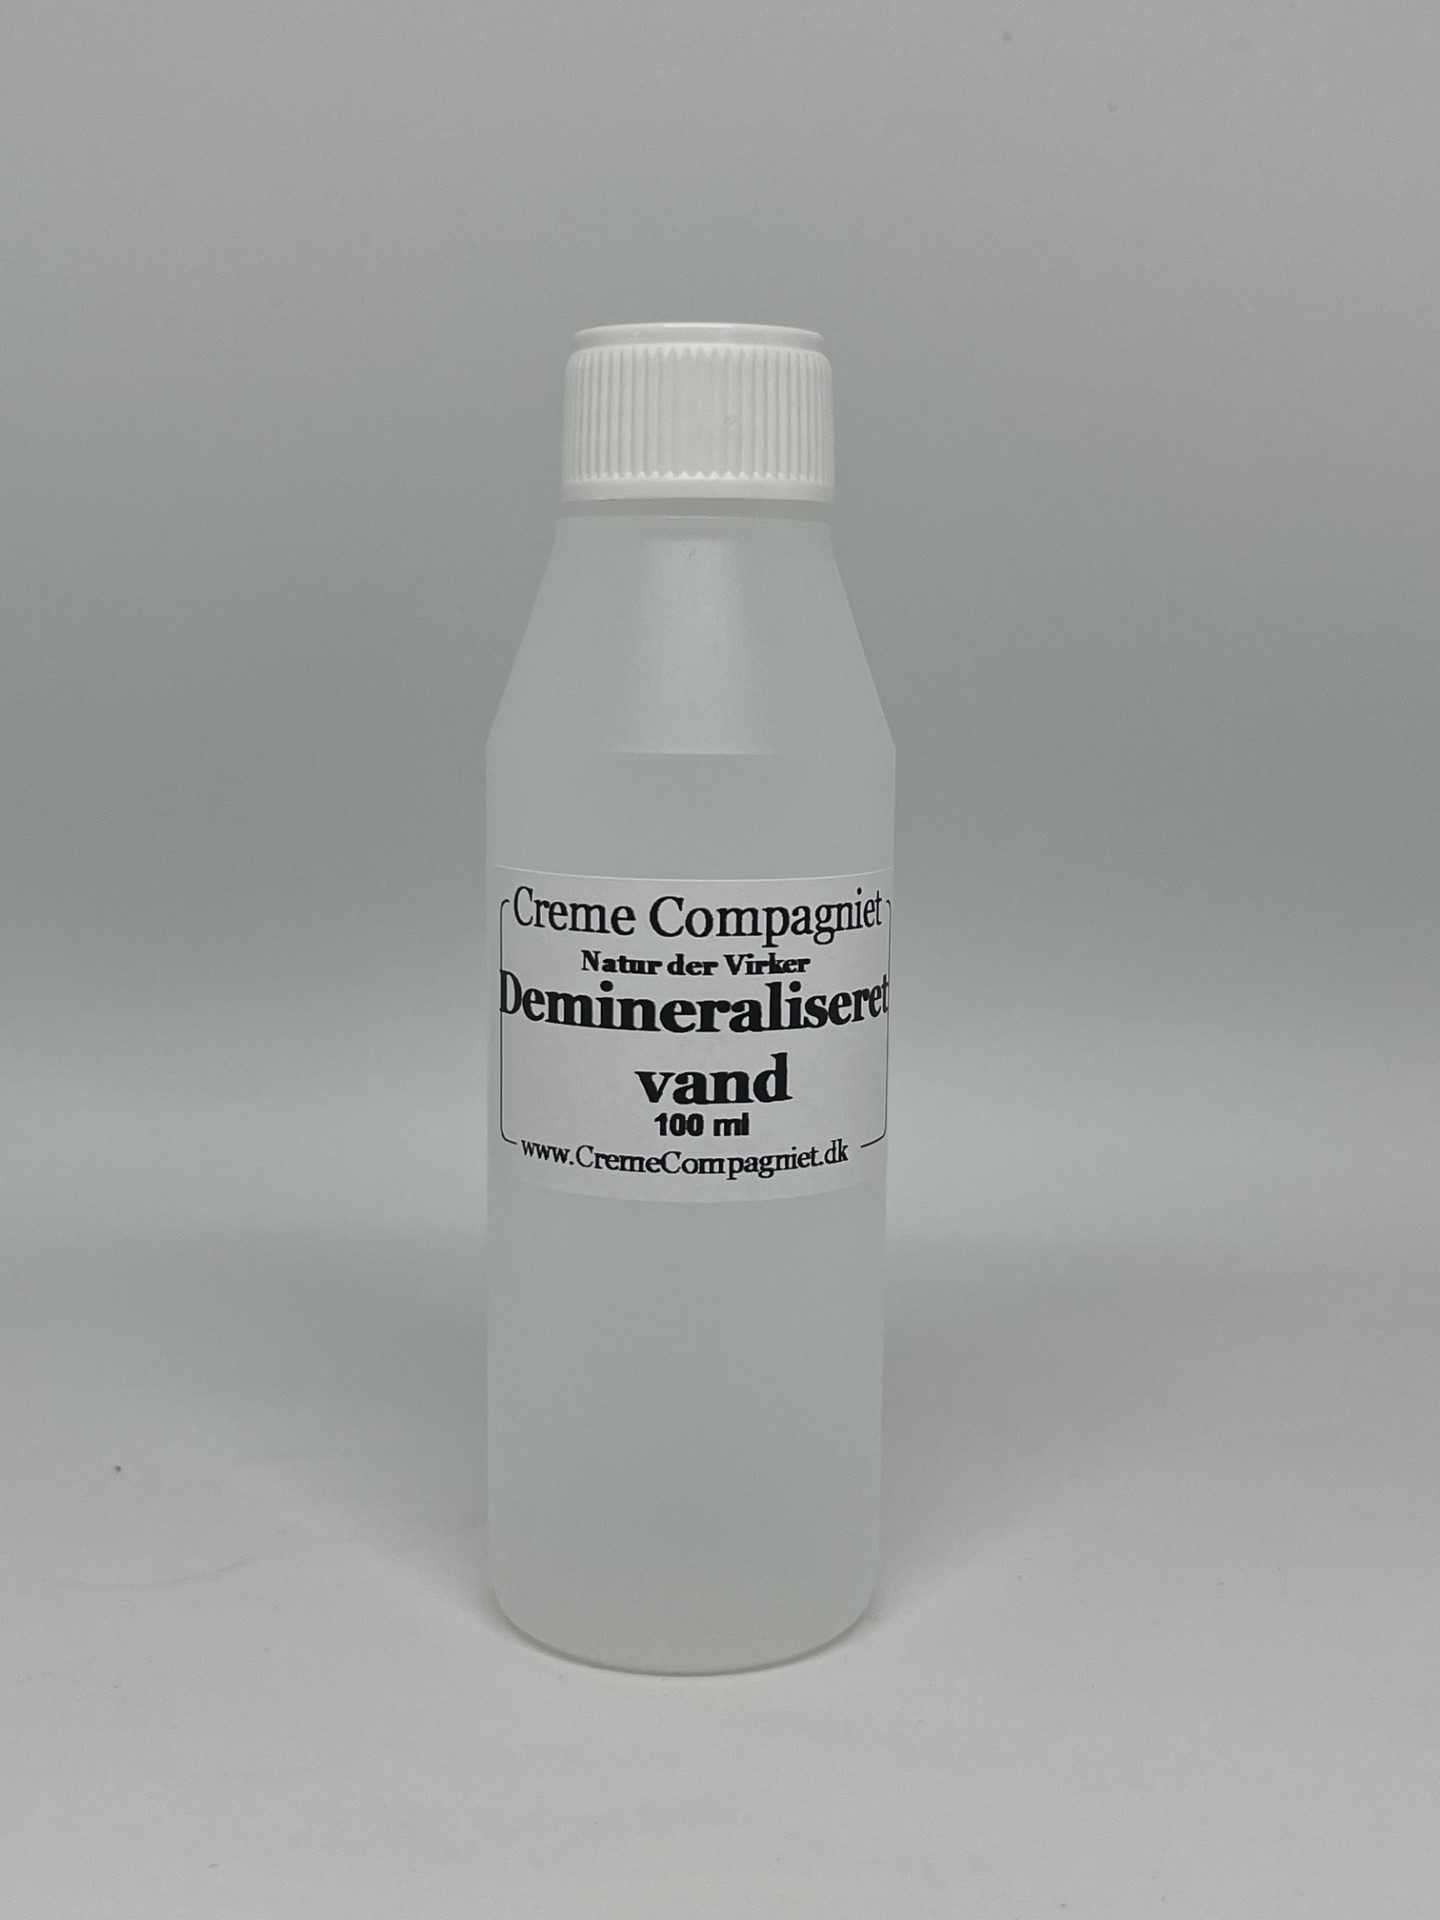 Creme Compagniet
Natur der Virker
Demineraliseret
vand
100 ml
www.CremeCompagniet.dk